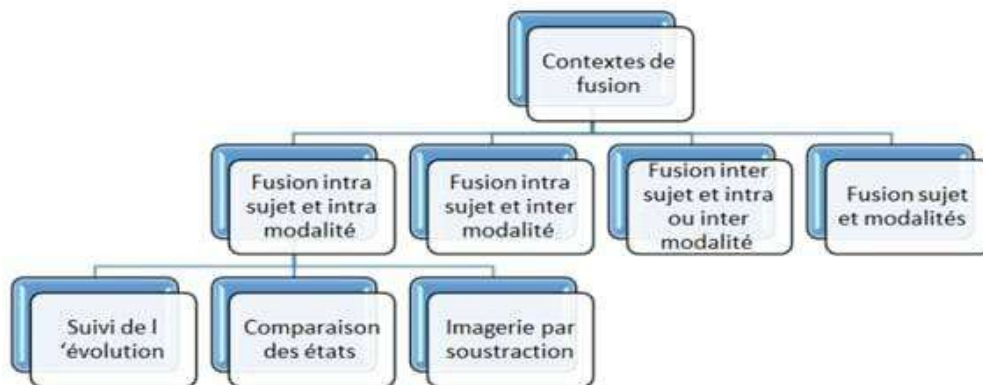 Contextes de
fusion
Fusion intra
sujet et intra
modalité
Fusion intra
sujet et inter
modalité
Fusion inter
sujet et intra
ou inter
modalité
Fusion sujet
et modalités
Suivi de l
‘évolution
Comparaison
des états
Imagerie par
soustraction